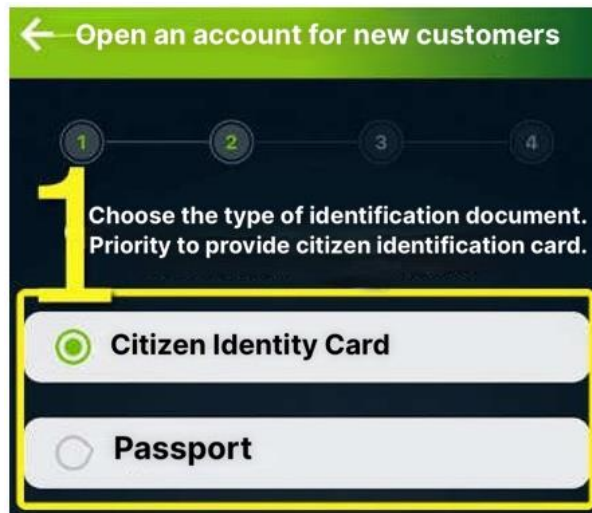 Open an account for new customers
1 2 3 4
1
Choose the type of identification document.
Priority to provide citizen identification card.
Citizen Identity Card
Passport